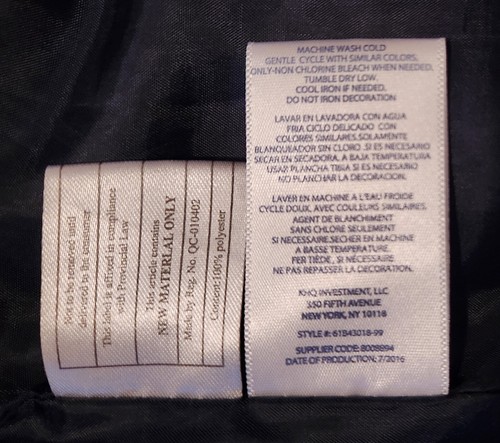 Not to be removed until
delivered to the consumer
This label is affixed in compliance
with Provincial Law
This article contains
NEW MATERLAL ONLY
Made by Reg. No. QC-010402
Content:100% polyester
MACHINE WASH COLD
GENTLE CYCLE WITH SIMILAR COLORS,
ONLY-NON CHLORINE BLEACH WHEN NEEDED,
TUMBLE DRY LOW.
COOL IRON IF NEEDED.
DO NOT IRON DECORATION
LAVAR EN LAVADORA CON AGUA
FRIA CICLO DELICADO CON
COLORES SIMILARES.SOLAMENTE
BLANQUEADOR SIN CLORO .SI ES NECESARIO
SECAR EN SECADORA, A BAJA TEMPERATURA
USAR PLANCHA TIBIA SI ES NECESARIO
NO PLANCHAR LA DECORACION.
LAVER EN MACHINE A L'EAU FROIDE
CYCLE DOUX, AVEC COULEURS SIMILAIRES.
AGENT DE BLANCHIMENT
SANS CHLORE SEULEMENT
SI NECESSAIRE.SECHER EN MACHINE
A BASSE TEMPERATURE.
FER TIÈDE, SI NÉCESSAIRE
NE PAS REPASSER LA DECORATION.
KHQ INVESTMENT, LLC
350 FIFTH AVENUE
NEW YORK, NY 10118
STYLE #: 61B43018-99
SUPPLIER CODE: 8008894
DATE OF PRODUCTION: 7/2016